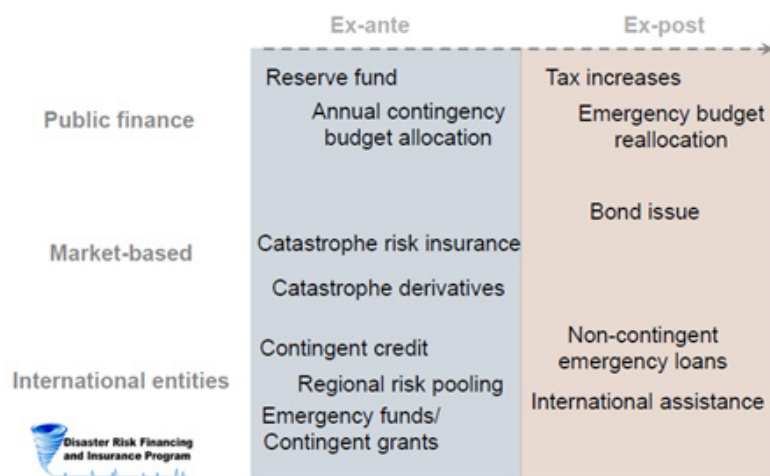 Ex-ante
Ex-post
Public finance
Reserve fund
Annual contingency
budget allocation
Tax increases
Emergency budget
reallocation
Market-based
Catastrophe risk insurance
Catastrophe derivatives
Bond issue
International entities
Contingent credit
Regional risk pooling
Emergency funds/
Contingent grants
Non-contingent
emergency loans
International assistance
Disaster Risk Financing
and Insurance Program